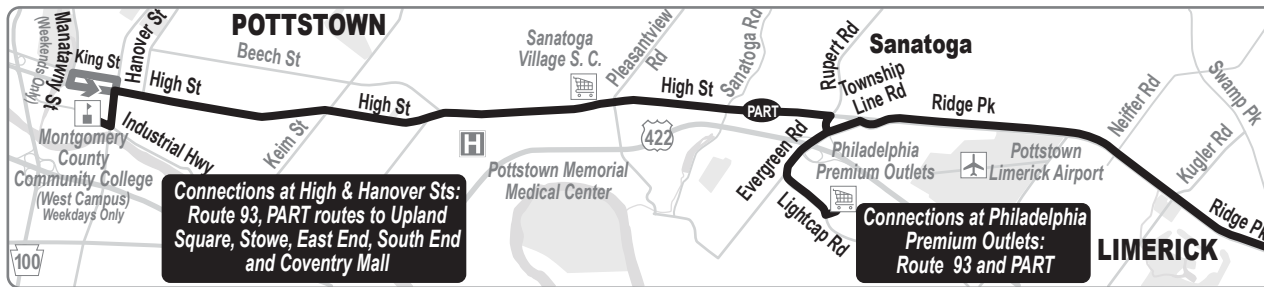 POTTSTOWN
Manatawny St
(Weekends Only)
King St
Hanover St
Beech St
High St
Industrial Hwy
Montgomery
County
Community College
(West Campus)
Weekdays Only
100
Keim St
High St
H
Pottstown Memorial
Medical Center
Sanatoga
Village S. C.
Pleasantview
Rd
422
High St
Sanatoga Rd
PART
Rupert Rd
Sanatoga
Township
Line Rd
Evergreen Rd
Lightcap Rd
Philadelphia
Premium Outlets
Ridge Pk
Pottstown
Limerick Airport
Neiffer Rd
Swamp Pk
Kugler Rd
Ridge Pk
LIMERICK
Connections at High & Hanover Sts:
Route 93, PART routes to Upland
Square, Stowe, East End, South End
and Coventry Mall
Connections at Philadelphia
Premium Outlets:
Route 93 and PART